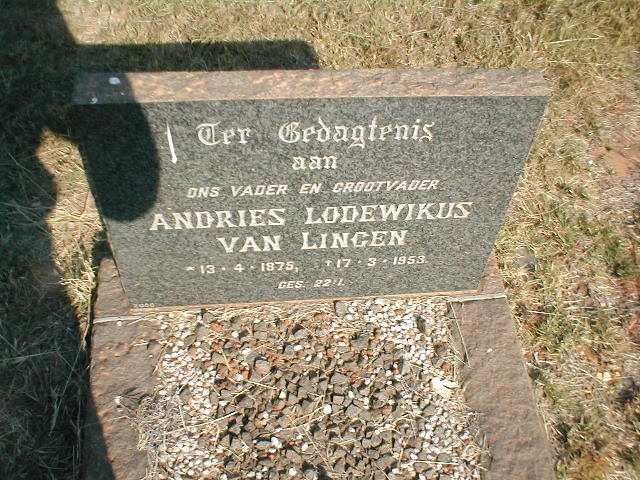 Ter Gedagtenis
aan
ONS VADER EN GROOTVADER
ANDRIES LODEWIKUS
VAN LINGEN
* 13 - 4 - 1875, † 17 - 3 - 1953.
GES. 22:1.